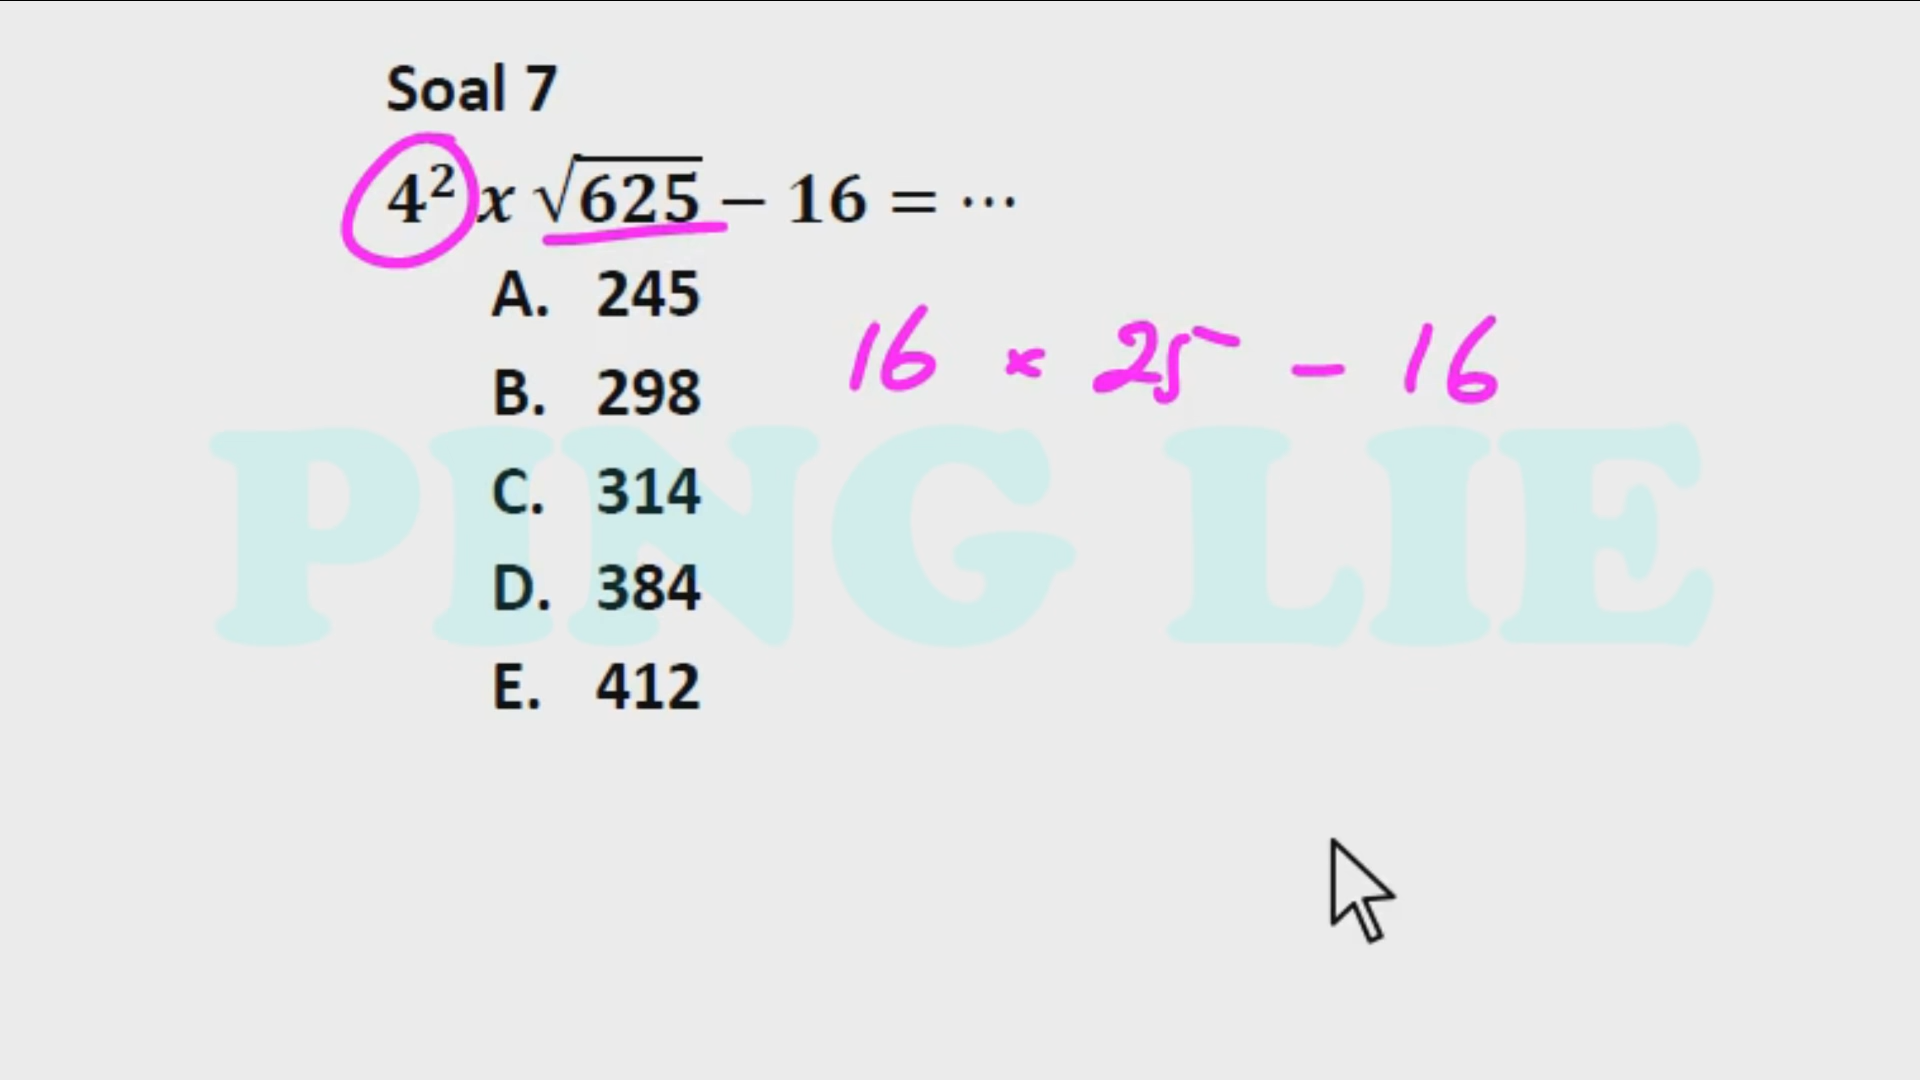 Soal 7
4² x √625 – 16 = ⋯
A. 245
16 × 25 – 16
B. 298
C. 314
D. 384
E. 412
PING LIE